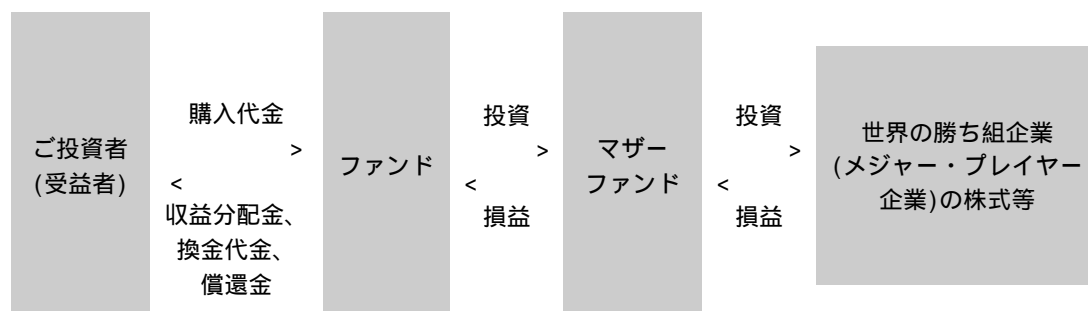 ご投資者
(受益者)
購入代金
>
<
収益分配金、
換金代金、
償還金
ファンド
投資
>
<
損益
マザー
ファンド
投資
>
<
損益
世界の勝ち組企業
(メジャー・プレイヤー
企業)の株式等